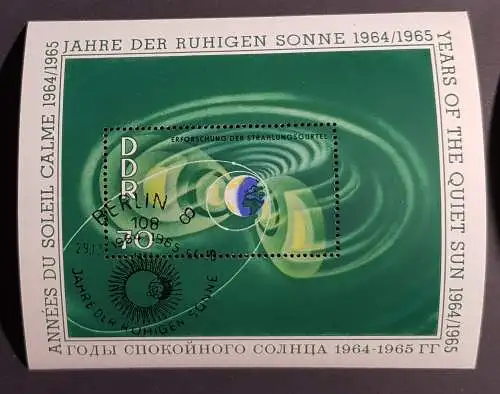 JAHRE DER RUHIGEN SONNE 1964/1965
YEARS OF THE QUIET SUN 1964/1965
ANNÉES DU SOLEIL CALME 1964/1965
ERFORSCHUNG DER STRAHLUNGSGÜRTEL
DDR
70
BERLIN
108
JAHRE DER RUHIGEN SONNE
ГОДЫ СПОКОЙНОГО СОЛНЦА 1964-1965 ГГ